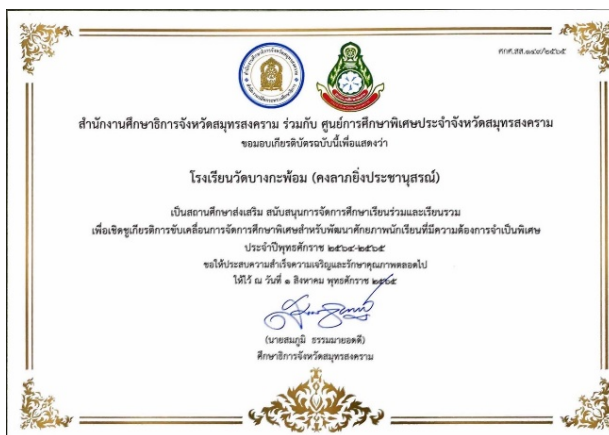 ศกศ.สส.๑๔๙/๒๕๖๕
สำนักงานศึกษาธิการจังหวัดสมุทรสงคราม ร่วมกับ ศูนย์การศึกษาพิเศษประจำจังหวัดสมุทรสงคราม
ขอมอบเกียรติบัตรฉบับนี้เพื่อแสดงว่า
โรงเรียนวัดบางกะพ้อม (คงลาภยิ่งประชานุสรณ์)
เป็นสถานศึกษาส่งเสริม สนับสนุนการจัดการศึกษาเรียนร่วมและเรียนรวม
เพื่อเชิดชูเกียรติการขับเคลื่อนการจัดการศึกษาพิเศษสำหรับพัฒนาศักยภาพนักเรียนที่มีความต้องการจำเป็นพิเศษ
ประจำปีพุทธศักราช ๒๕๖๔-๒๕๖๕
ขอให้ประสบความสำเร็จความเจริญและรักษาคุณภาพตลอดไป
ให้ไว้ ณ วันที่ ๑ สิงหาคม พุทธศักราช ๒๕๖๕
(นายสมภูมิ ธรรมมายอดดี)
ศึกษาธิการจังหวัดสมุทรสงคราม